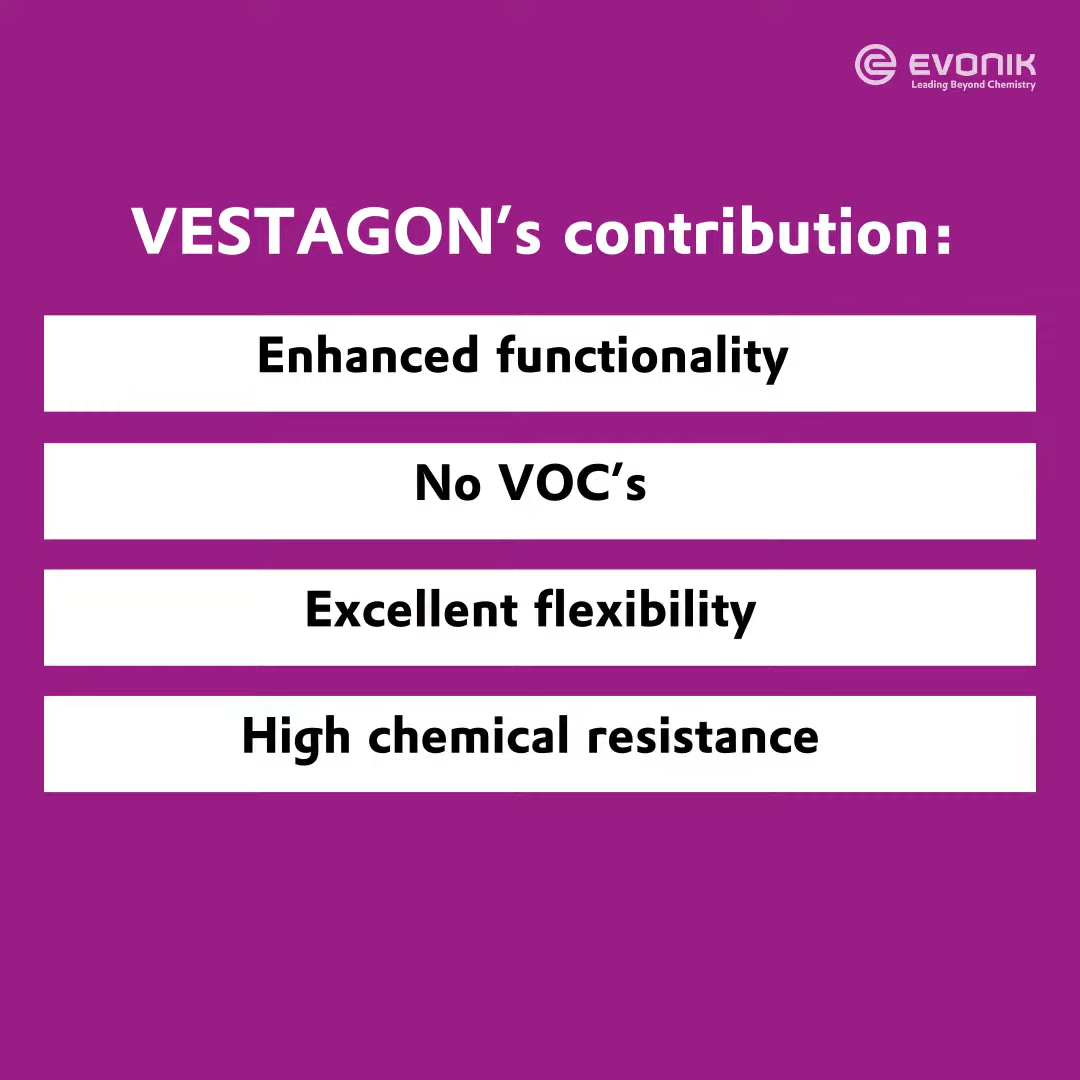 EVONIK
Leading Beyond Chemistry
VESTAGON’s contribution:
Enhanced functionality
No VOC’s
Excellent flexibility
High chemical resistance